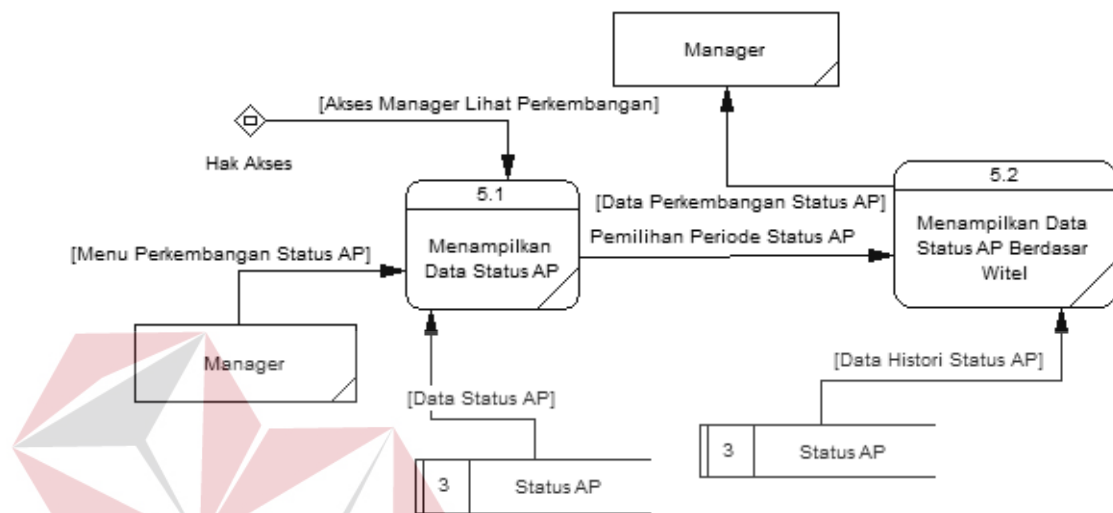 Manager
[Akses Manager Lihat Perkembangan]
Hak Akses
5.1
Menampilkan
Data Status AP
[Data Perkembangan Status AP]
Pemilihan Periode Status AP
5.2
Menampilkan Data
Status AP Berdasar
Witel
[Menu Perkembangan Status AP]
Manager
[Data Status AP]
[Data Histori Status AP]
3
Status AP
3
Status AP